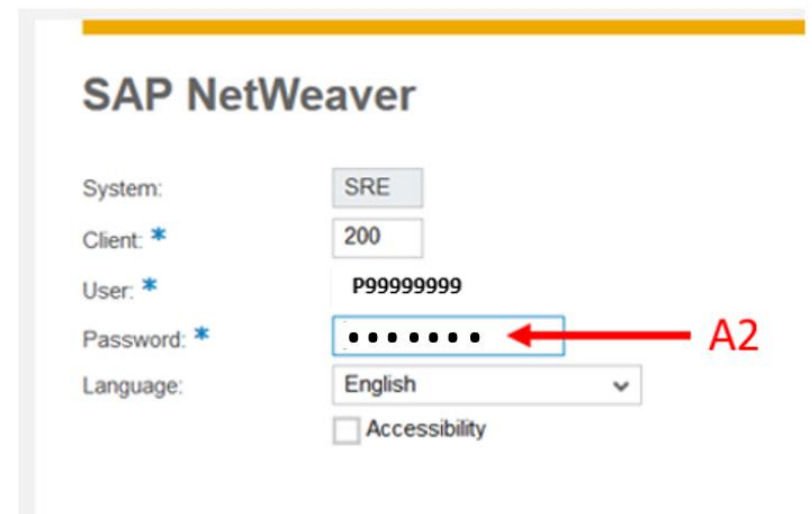 SAP NetWeaver
System: SRE
Client: * 200
User: * P99999999
Password: * ••••••• A2
Language: English
Accessibility